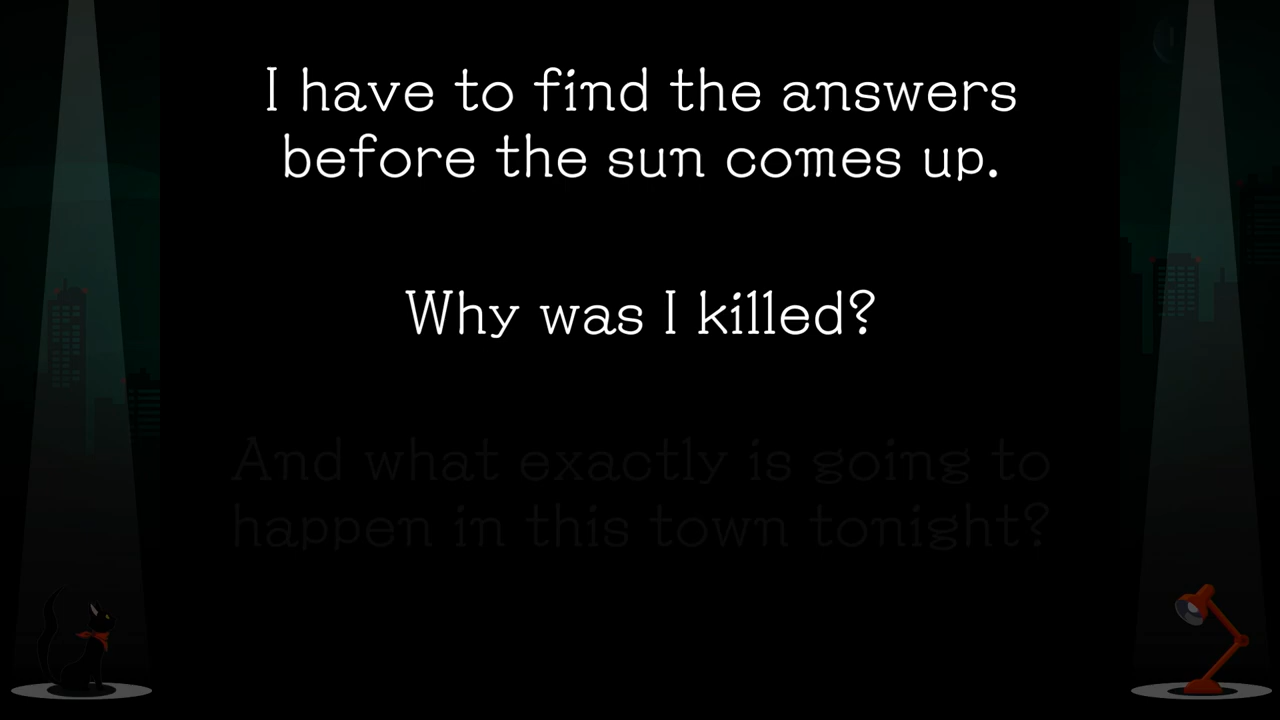 I have to find the answers
before the sun comes up.
Why was I killed?
And what exactly is going to
happen in this town tonight?